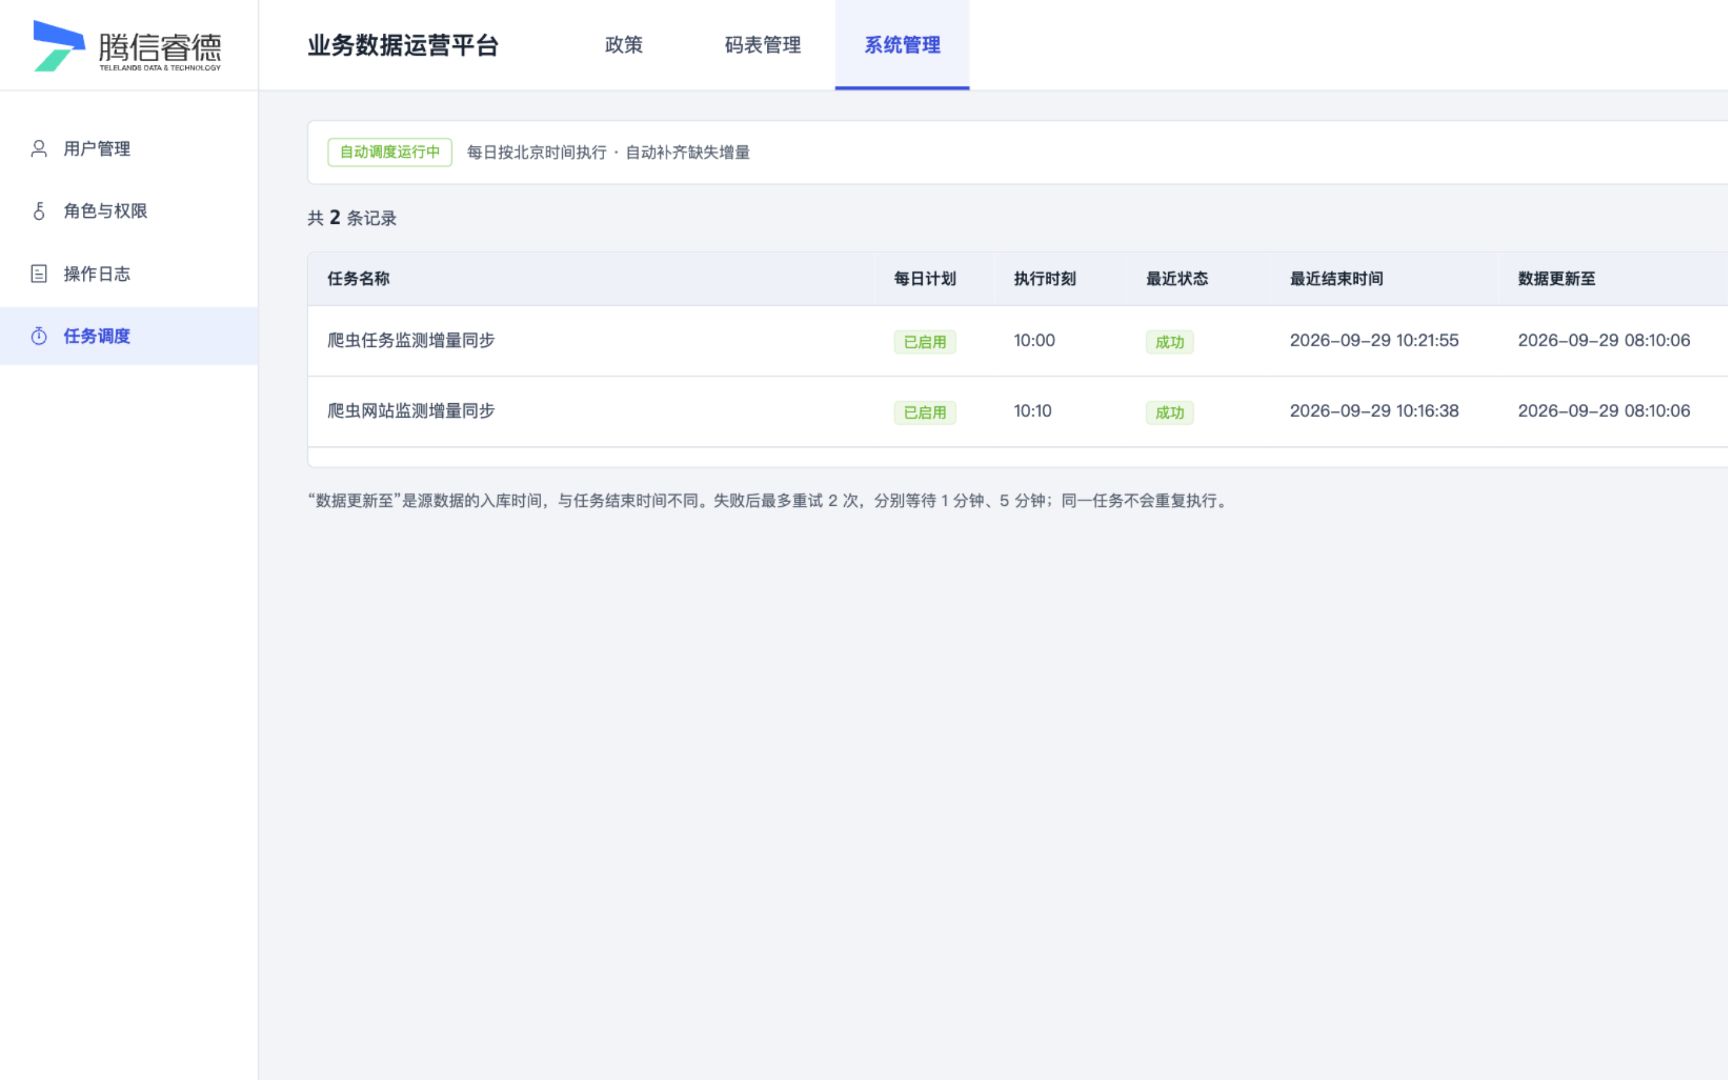 腾信睿德
TELELANDS DATA & TECHNOLOGY
业务数据运营平台
政策
码表管理
系统管理
用户管理
角色与权限
操作日志
任务调度
自动调度运行中 每日按北京时间执行 · 自动补齐缺失增量
共 2 条记录
任务名称 每日计划 执行时刻 最近状态 最近结束时间 数据更新至
爬虫任务监测增量同步 已启用 10:00 成功 2026-09-29 10:21:55 2026-09-29 08:10:06
爬虫网站监测增量同步 已启用 10:10 成功 2026-09-29 10:16:38 2026-09-29 08:10:06
“数据更新至”是源数据的入库时间，与任务结束时间不同。失败后最多重试 2 次，分别等待 1 分钟、5 分钟；同一任务不会重复执行。